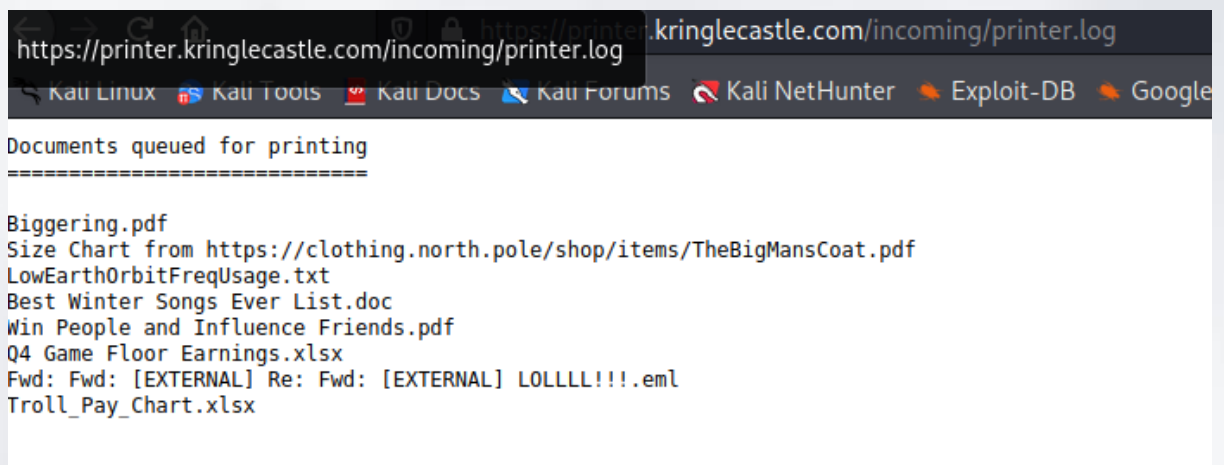 https://printer.kringlecastle.com/incoming/printer.log
https://printer.kringlecastle.com/incoming/printer.log
Kali Linux Kali Tools Kali Docs Kali Forums Kali NetHunter Exploit-DB Google
Documents queued for printing
=============================
Biggering.pdf
Size Chart from https://clothing.north.pole/shop/items/TheBigMansCoat.pdf
LowEarthOrbitFreqUsage.txt
Best Winter Songs Ever List.doc
Win People and Influence Friends.pdf
Q4 Game Floor Earnings.xlsx
Fwd: Fwd: [EXTERNAL] Re: Fwd: [EXTERNAL] LOLLLL!!!.eml
Troll_Pay_Chart.xlsx